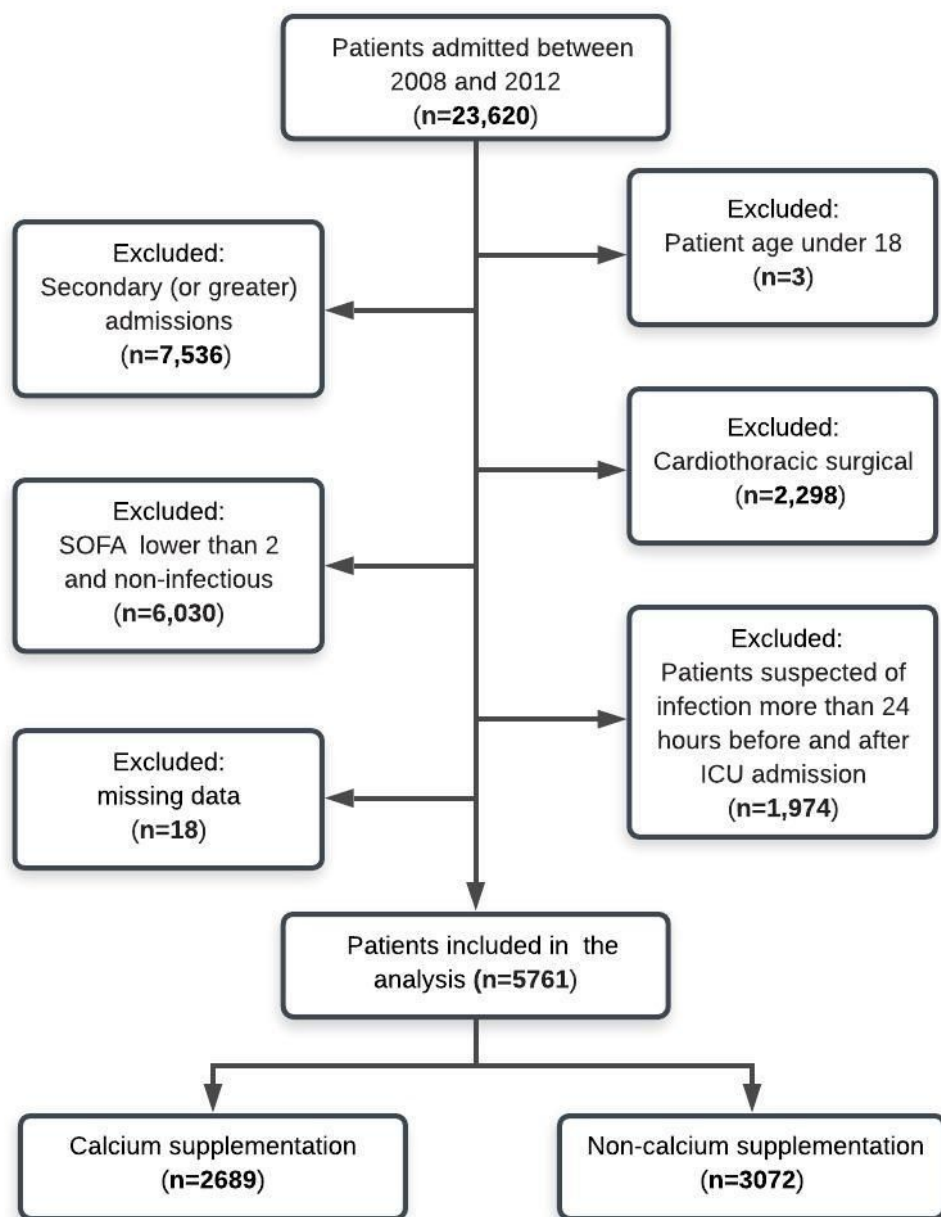 Patients admitted between
2008 and 2012
(n=23,620)
Excluded:
Patient age under 18
(n=3)
Excluded:
Secondary (or greater)
admissions
(n=7,536)
Excluded:
Cardiothoracic surgical
(n=2,298)
Excluded:
SOFA lower than 2
and non-infectious
(n=6,030)
Excluded:
Patients suspected of
infection more than 24
hours before and after
ICU admission
(n=1,974)
Excluded:
missing data
(n=18)
Patients included in the
analysis (n=5761)
Calcium supplementation
(n=2689)
Non-calcium supplementation
(n=3072)